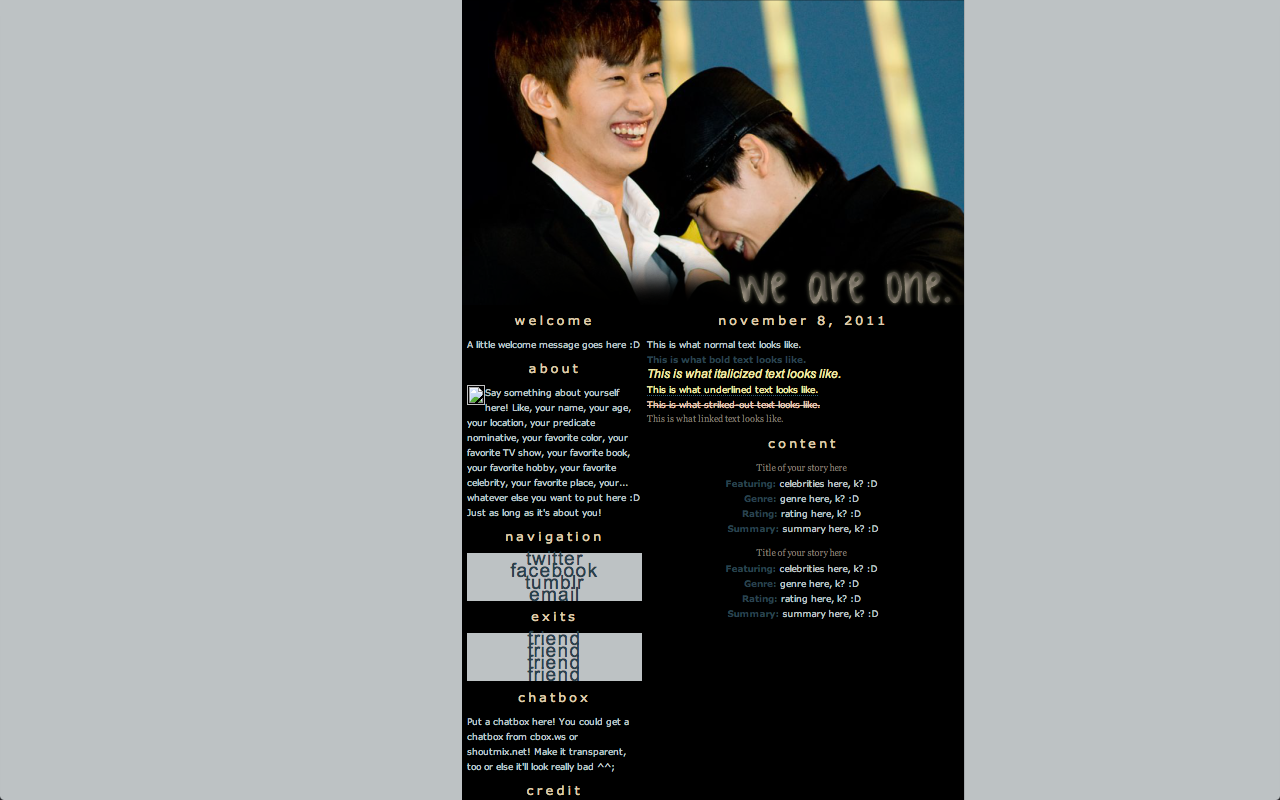 we are one.
welcome
A little welcome message goes here :D
about
Say something about yourself
here! Like, your name, your age,
your location, your predicate
nominative, your favorite color, your
favorite TV show, your favorite book,
your favorite hobby, your favorite
celebrity, your favorite place, your...
whatever else you want to put here :D
Just as long as it's about you!
navigation
twitter
facebook
tumblr
email
exits
friend
friend
friend
friend
chatbox
Put a chatbox here! You could get a
chatbox from cbox.ws or
shoutmix.net! Make it transparent,
too or else it'll look really bad ^^;
credit
november 8, 2011
This is what normal text looks like.
This is what bold text looks like.
This is what italicized text looks like.
This is what underlined text looks like.
This is what striked-out text looks like.
This is what linked text looks like.
content
Title of your story here
Featuring: celebrities here, k? :D
Genre: genre here, k? :D
Rating: rating here, k? :D
Summary: summary here, k? :D
Title of your story here
Featuring: celebrities here, k? :D
Genre: genre here, k? :D
Rating: rating here, k? :D
Summary: summary here, k? :D